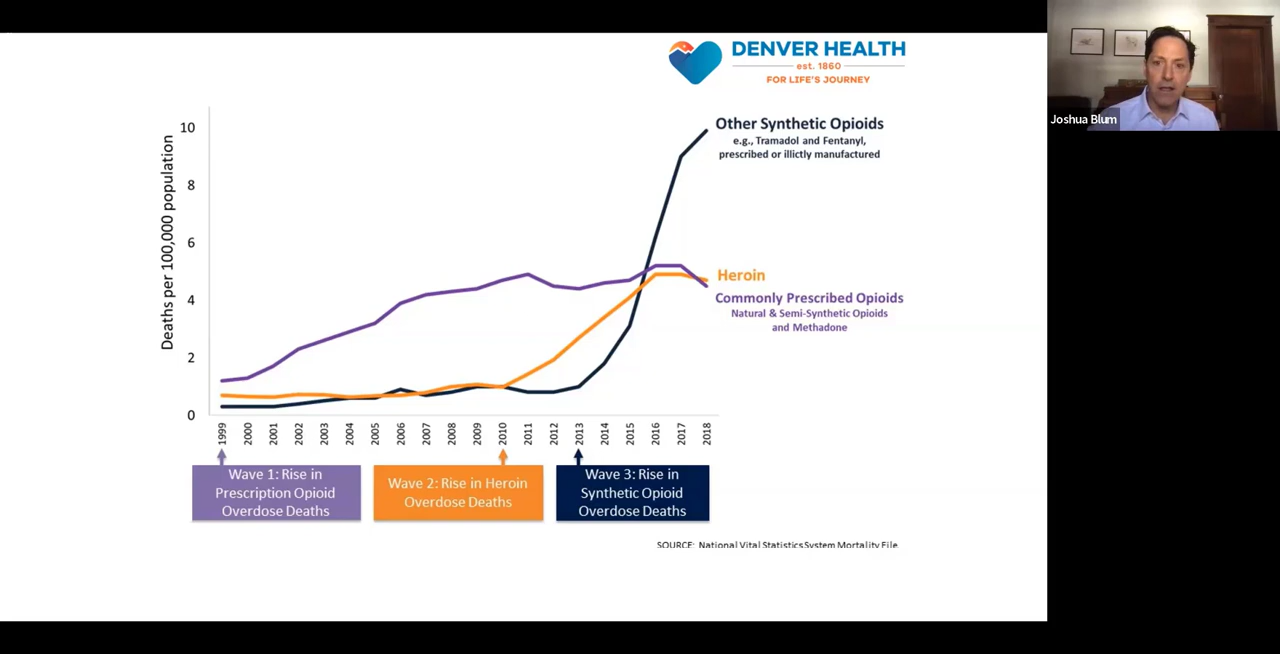 DENVER HEALTH
est. 1860
FOR LIFE'S JOURNEY
Joshua Blum
Deaths per 100,000 population
10
8
6
4
2
0
Other Synthetic Opioids
e.g., Tramadol and Fentanyl,
prescribed or illictly manufactured
Heroin
Commonly Prescribed Opioids
Natural & Semi-Synthetic Opioids
and Methadone
1999
2000
2001
2002
2003
2004
2005
2006
2007
2008
2009
2010
2011
2012
2013
2014
2015
2016
2017
2018
Wave 1: Rise in
Prescription Opioid
Overdose Deaths
Wave 2: Rise in Heroin
Overdose Deaths
Wave 3: Rise in
Synthetic Opioid
Overdose Deaths
SOURCE: National Vital Statistics System Mortality File.